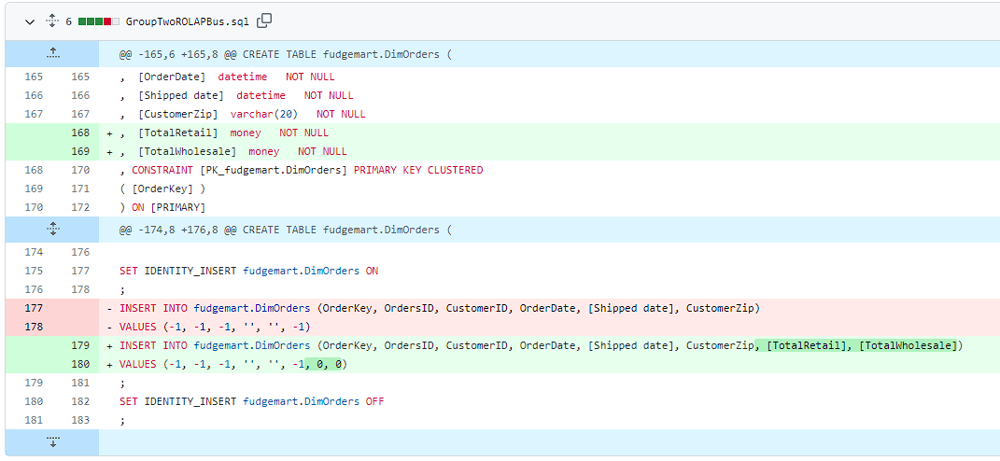 6 GroupTwoROLAPBus.sql
@@ -165,6 +165,8 @@ CREATE TABLE fudgemart.DimOrders (
165 165 ,  [OrderDate]  datetime   NOT NULL
166 166 ,  [Shipped date]  datetime   NOT NULL
167 167 ,  [CustomerZip]  varchar(20)   NOT NULL
168 + ,  [TotalRetail]  money   NOT NULL
169 + ,  [TotalWholesale]  money   NOT NULL
168 170 , CONSTRAINT [PK_fudgemart.DimOrders] PRIMARY KEY CLUSTERED
169 171 ( [OrderKey] )
170 172 ) ON [PRIMARY]
@@ -174,8 +176,8 @@ CREATE TABLE fudgemart.DimOrders (
174 176
175 177 SET IDENTITY_INSERT fudgemart.DimOrders ON
176 178 ;
177 - INSERT INTO fudgemart.DimOrders (OrderKey, OrdersID, CustomerID, OrderDate, [Shipped date], CustomerZip)
178 - VALUES (-1, -1, -1, '', '', -1)
179 + INSERT INTO fudgemart.DimOrders (OrderKey, OrdersID, CustomerID, OrderDate, [Shipped date], CustomerZip, [TotalRetail], [TotalWholesale])
180 + VALUES (-1, -1, -1, '', '', -1, 0, 0)
179 181 ;
180 182 SET IDENTITY_INSERT fudgemart.DimOrders OFF
181 183 ;